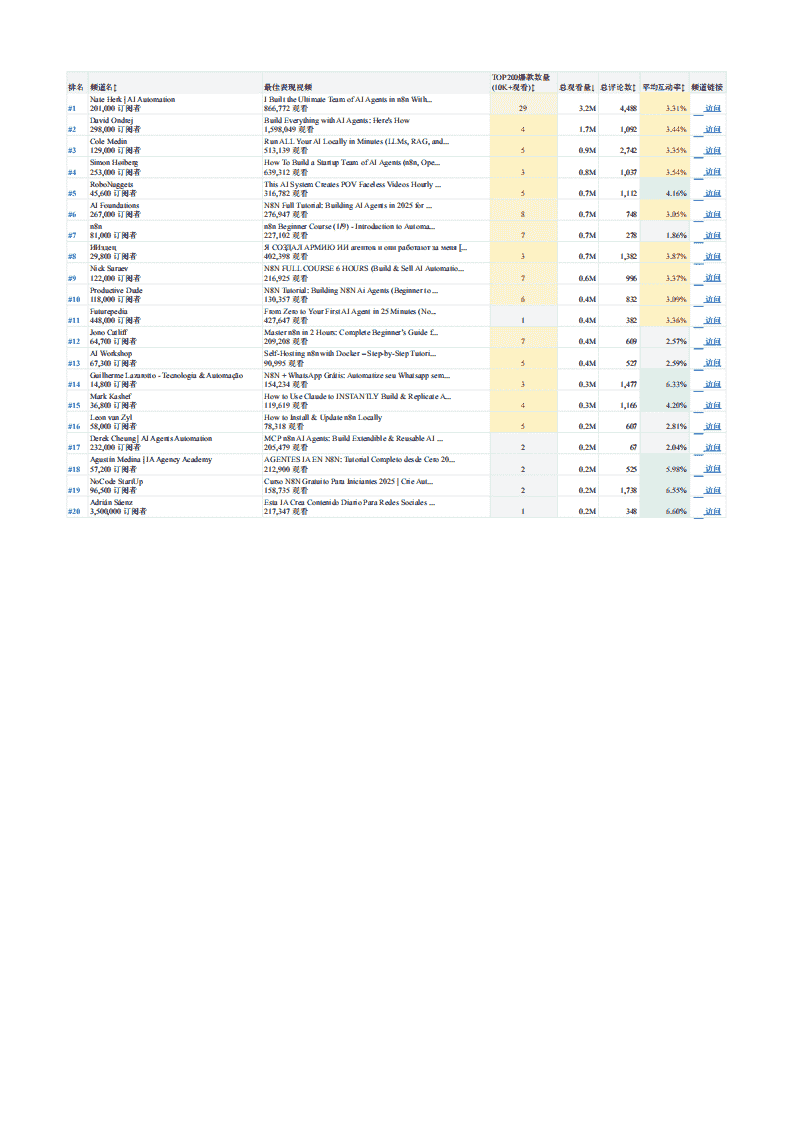 排名 频道名↕ 最佳表现视频 TOP200爆款数量 (10K+观看)↕ 总观看量↓ 总评论数↕ 平均互动率↕ 频道链接
#1 Nate Herk | AI Automation 201,000 订阅者 I Built the Ultimate Team of AI Agents in n8n With... 866,772 观看 29 3.2M 4,488 3.31% 访问
#2 David Ondrej 298,000 订阅者 Build Everything with AI Agents: Here's How 1,598,049 观看 4 1.7M 1,092 3.44% 访问
#3 Cole Medin 129,000 订阅者 Run ALL Your AI Locally in Minutes (LLMs, RAG, and... 513,139 观看 5 0.9M 2,742 3.35% 访问
#4 Simon Høiberg 253,000 订阅者 How To Build a Startup Team of AI Agents (n8n, Ope... 639,312 观看 3 0.8M 1,037 3.54% 访问
#5 RoboNuggets 45,600 订阅者 This AI System Creates POV Faceless Videos Hourly ... 316,782 观看 5 0.7M 1,112 4.16% 访问
#6 AI Foundations 267,000 订阅者 N8N Full Tutorial: Building AI Agents in 2025 for ... 276,947 观看 8 0.7M 748 3.05% 访问
#7 n8n 81,000 订阅者 n8n Beginner Course (1/9) - Introduction to Automa... 227,102 观看 7 0.7M 278 1.86% 访问
#8 ИИхцец 29,800 订阅者 Я СОЗДАЛ АРМИЮ ИИ агентов и они работают за меня [... 402,398 观看 3 0.7M 1,382 3.87% 访问
#9 Nick Saraev 122,000 订阅者 N8N FULL COURSE 6 HOURS (Build & Sell AI Automatio... 216,925 观看 7 0.6M 996 3.37% 访问
#10 Productive Dude 118,000 订阅者 N8N Tutorial: Building N8N Ai Agents (Beginner to ... 130,357 观看 6 0.4M 832 3.09% 访问
#11 Futurepedia 448,000 订阅者 From Zero to Your First AI Agent in 25 Minutes (No... 427,647 观看 1 0.4M 382 3.36% 访问
#12 Jono Catliff 64,700 订阅者 Master n8n in 2 Hours: Complete Beginner's Guide f... 209,208 观看 7 0.4M 609 2.57% 访问
#13 AI Workshop 67,300 订阅者 Self-Hosting n8n with Docker – Step-by-Step Tutori... 90,995 观看 5 0.4M 527 2.59% 访问
#14 Guilherme Lazarotto - Tecnologia & Automação 14,800 订阅者 N8N + WhatsApp Grátis: Automatize seu Whatsapp sem... 154,234 观看 3 0.3M 1,477 6.33% 访问
#15 Mark Kashef 36,800 订阅者 How to Use Claude to INSTANTLY Build & Replicate A... 119,619 观看 4 0.3M 1,166 4.20% 访问
#16 Leon van Zyl 58,000 订阅者 How to Install & Update n8n Locally 78,318 观看 5 0.2M 607 2.81% 访问
#17 Derek Cheung | AI Agents Automation 232,000 订阅者 MCP n8n AI Agents: Build Extendible & Reusable AI ... 205,479 观看 2 0.2M 67 2.04% 访问
#18 Agustín Medina | IA Agency Academy 57,200 订阅者 AGENTES IA EN N8N: Tutorial Completo desde Cero 20... 212,900 观看 2 0.2M 525 5.98% 访问
#19 NoCode StartUp 96,500 订阅者 Curso N8N Gratuito Para Iniciantes 2025 | Crie Aut... 158,735 观看 2 0.2M 1,738 6.55% 访问
#20 Adrián Sáenz 3,500,000 订阅者 Esta IA Crea Contenido Diario Para Redes Sociales ... 217,347 观看 1 0.2M 348 6.60% 访问